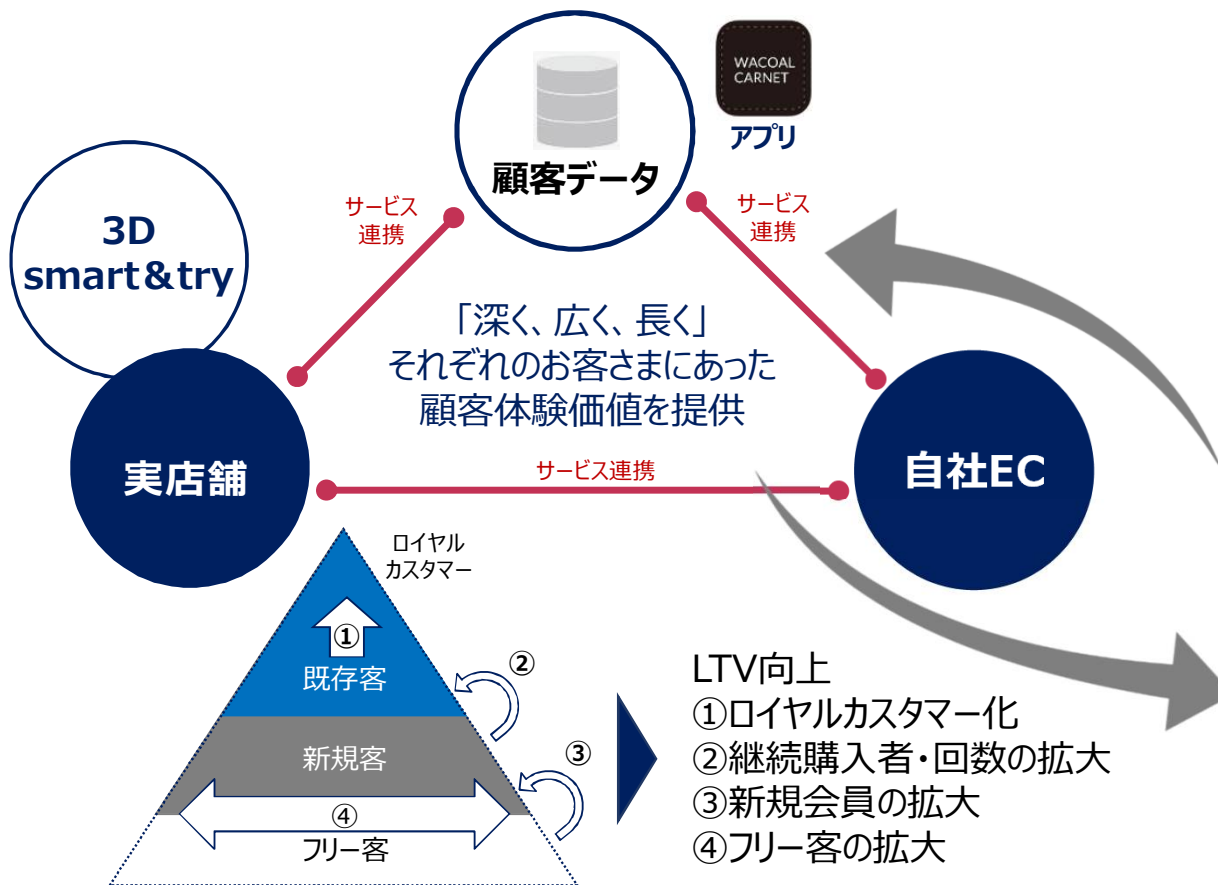 WACOAL
CARNET
アプリ
顧客データ
3D
smart&try
サービス
連携
サービス
連携
「深く、広く、長く」
それぞれのお客さまにあった
顧客体験価値を提供
実店舗
サービス連携
自社EC
ロイヤル
カスタマー
①
既存客
②
新規客
③
④
フリー客
LTV向上
①ロイヤルカスタマー化
②継続購入者・回数の拡大
③新規会員の拡大
④フリー客の拡大